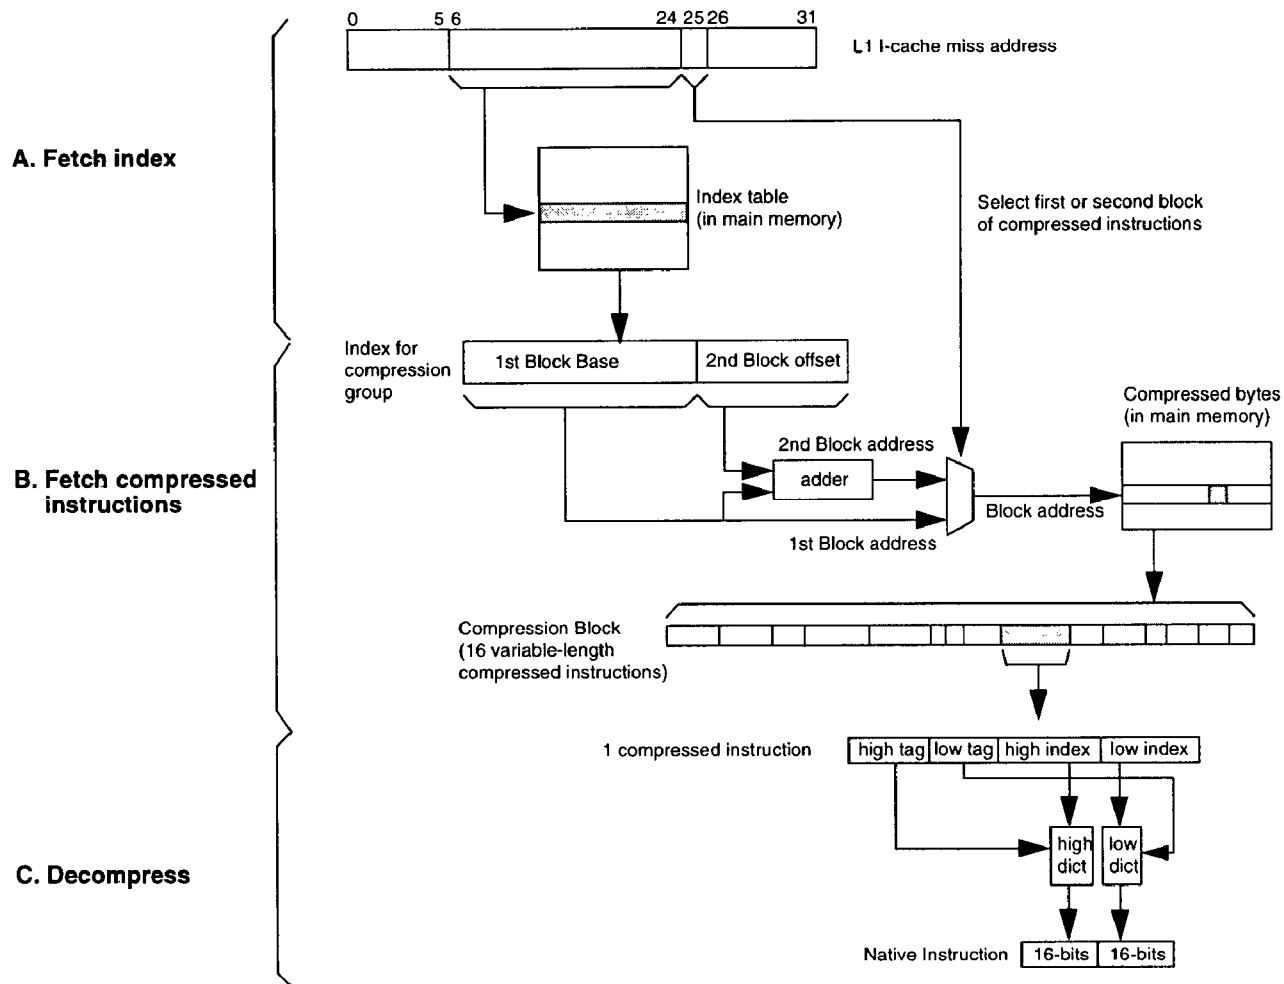 0 5 6 24 25 26 31
L1 I-cache miss address
A. Fetch index
Index table
(in main memory)
Select first or second block
of compressed instructions
Index for
compression
group
1st Block Base
2nd Block offset
Compressed bytes
(in main memory)
B. Fetch compressed
instructions
2nd Block address
adder
Block address
1st Block address
Compression Block
(16 variable-length
compressed instructions)
1 compressed instruction
high tag
low tag
high index
low index
high
dict
low
dict
C. Decompress
Native Instruction
16-bits
16-bits